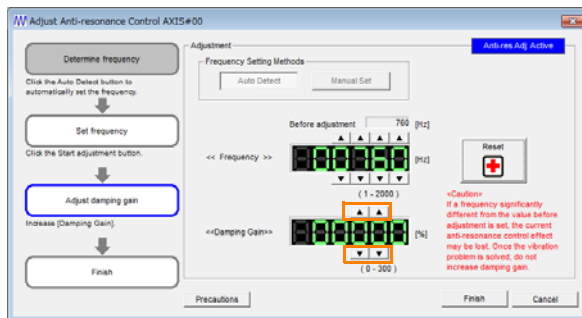 Adjust Anti-resonance Control AXIS#00
Determine frequency
Click the Auto Detect button to
automatically set the frequency.
Set frequency
Click the Start adjustment button.
Adjust damping gain
Increase [Damping Gain].
Finish
Adjustment
Anti-res Adj Active
Frequency Setting Methods
Auto Detect
Manual Set
Before adjustment 760 [Hz]
<< Frequency >> 00760 [Hz]
(1 - 2000)
<<Damping Gain>> 00000 [%]
(0 - 300)
Reset
<Caution>
If a frequency significantly
different from the value before
adjustment is set, the current
anti-resonance control effect
may be lost. Once the vibration
problem is solved, do not
increase damping gain.
Precautions
Finish
Cancel